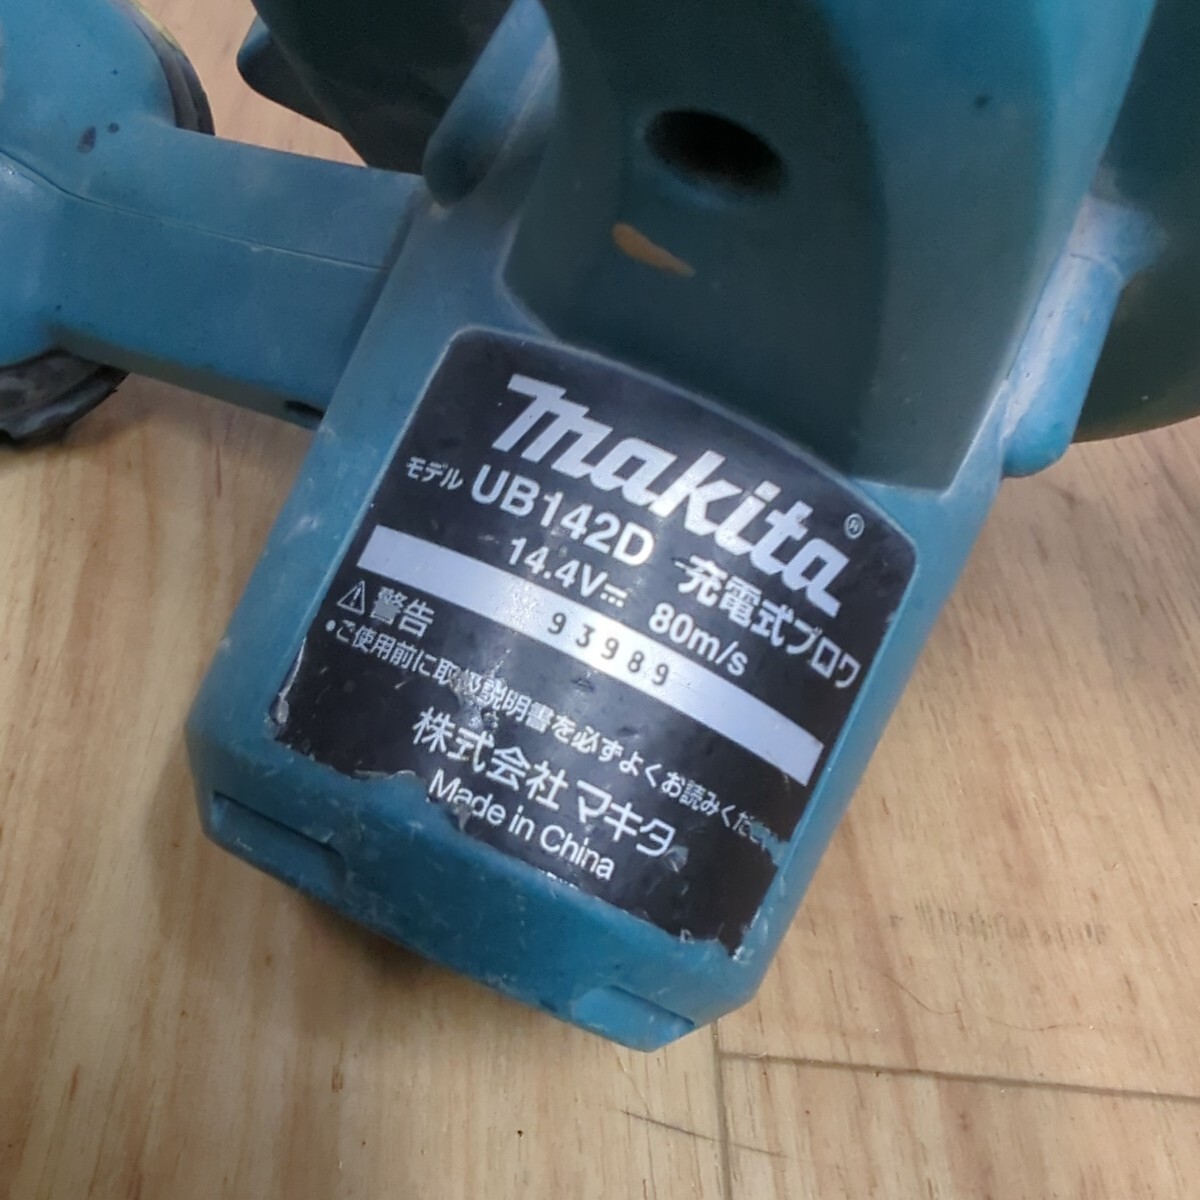 makita®
モデル UB142D 充電式ブロワ
14.4V⎓ 80m/s
93989
⚠警告
•ご使用前に取扱説明書を必ずよくお読みくださ
株式会社マキタ
Made in China